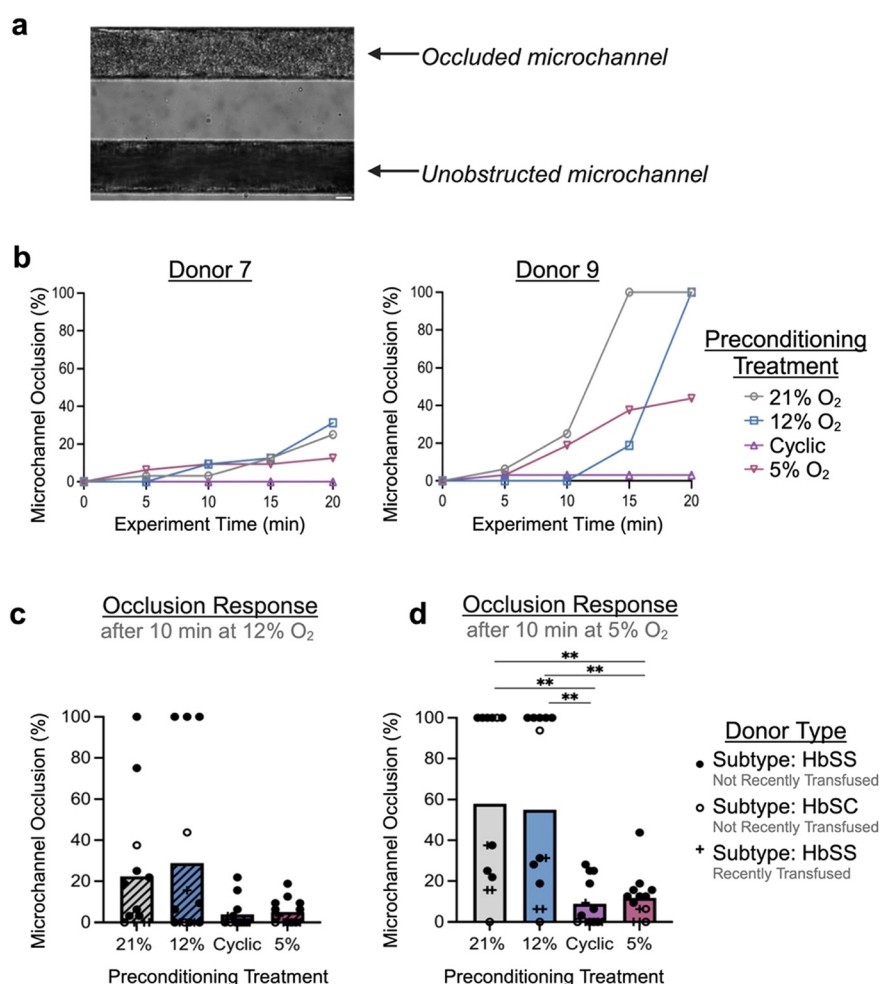 a
Occluded microchannel
Unobstructed microchannel
b
Donor 7
Microchannel Occlusion (%)
100
80
60
40
20
0
0 5 10 15 20
Experiment Time (min)
Donor 9
Microchannel Occlusion (%)
100
80
60
40
20
0
0 5 10 15 20
Experiment Time (min)
Preconditioning
Treatment
21% O₂
12% O₂
Cyclic
5% O₂
c
Occlusion Response
after 10 min at 12% O₂
Microchannel Occlusion (%)
100
80
60
40
20
0
21% 12% Cyclic 5%
Preconditioning Treatment
d
Occlusion Response
after 10 min at 5% O₂
**
**
**
**
Microchannel Occlusion (%)
100
80
60
40
20
0
21% 12% Cyclic 5%
Preconditioning Treatment
Donor Type
Subtype: HbSS
Not Recently Transfused
Subtype: HbSC
Not Recently Transfused
Subtype: HbSS
Recently Transfused